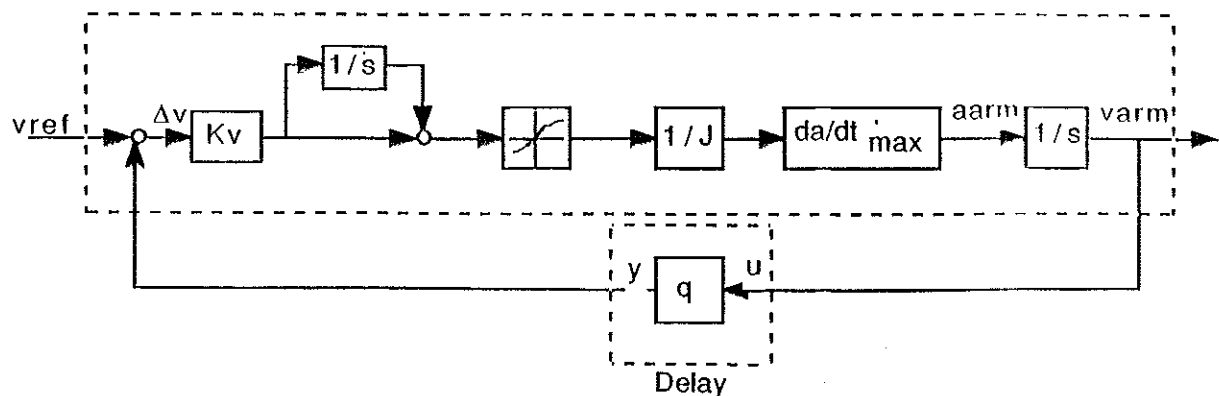 1/s
Δv
vref
Kv
1/J
da/dt max
aarm
1/s
varm
y
q
u
Delay